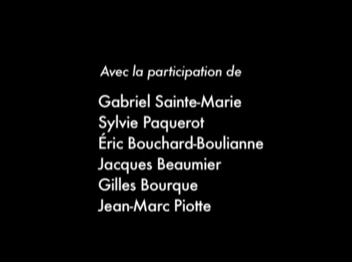 Avec la participation de
Gabriel Sainte-Marie
Sylvie Paquerot
Éric Bouchard-Boulianne
Jacques Beaumier
Gilles Bourque
Jean-Marc Piotte